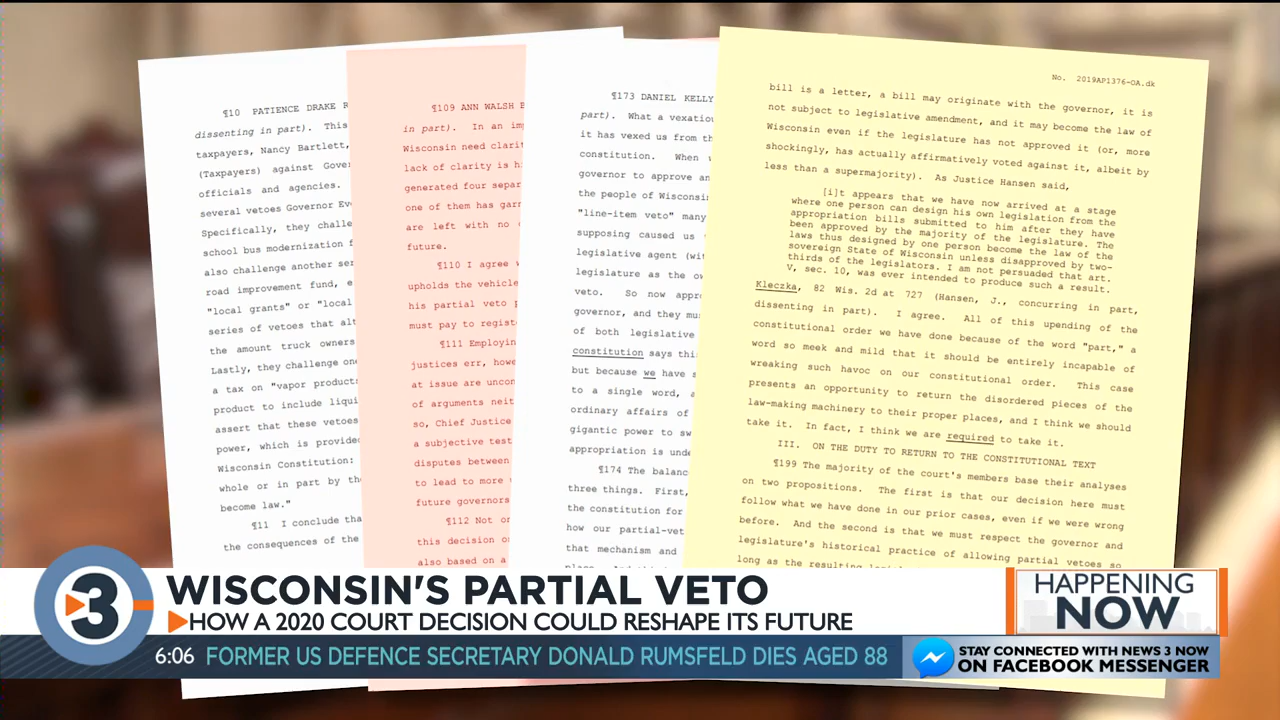 ¶10 PATIENCE DRAKE R
dissenting in part). This
taxpayers, Nancy Bartlett,
(Taxpayers) against Gove
officials and agencies.
several vetoes Governor Ev
Specifically, they challe
school bus modernization f
also challenge another ser
road improvement fund, e
"local grants" or "local
series of vetoes that alt
the amount truck owners
Lastly, they challenge one
a tax on "vapor product
product to include liqui
assert that these vetoes
power, which is provide
Wisconsin Constitution:
whole or in part by the
become law."
¶11 I conclude tha
the consequences of the
¶109 ANN WALSH B
in part). In an im
Wisconsin need clari
lack of clarity is h
generated four separ
one of them has gar
are left with no
future.
¶110 I agree w
upholds the vehicle
his partial veto p
must pay to regist
¶111 Employin
justices err, howe
at issue are uncon
of arguments neit
so, Chief Justice
a subjective test
disputes between
to lead to more
future governors
¶112 Not on
this decision o
also based on a
¶173 DANIEL KELLY
part). What a vexatio
it has vexed us from th
constitution. When
governor to approve an
the people of Wisconsin
"line-item veto" many
supposing caused us
legislative agent (wi
legislature as the ow
veto. So now appr
governor, and they mu
of both legislative
constitution says thi
but because we have s
to a single word, a
ordinary affairs of
gigantic power to sw
appropriation is unde
¶174 The balanc
three things. First,
the constitution for
how our partial-vet
that mechanism and
No. 2019AP1376-OA.dk
bill is a letter, a bill may originate with the governor, it is
not subject to legislative amendment, and it may become the law of
Wisconsin even if the legislature has not approved it (or, more
shockingly, has actually affirmatively voted against it, albeit by
less than a supermajority). As Justice Hansen said,
[i]t appears that we have now arrived at a stage
where one person can design his own legislation from the
appropriation bills submitted to him after they have
been approved by the majority of the legislature. The
laws thus designed by one person become the law of the
sovereign State of Wisconsin unless disapproved by two-
thirds of the legislators. I am not persuaded that art.
V, sec. 10, was ever intended to produce such a result.
Kleczka, 82 Wis. 2d at 727 (Hansen, J., concurring in part,
dissenting in part). I agree. All of this upending of the
constitutional order we have done because of the word "part," a
word so meek and mild that it should be entirely incapable of
wreaking such havoc on our constitutional order. This case
presents an opportunity to return the disordered pieces of the
law-making machinery to their proper places, and I think we should
take it. In fact, I think we are required to take it.
III. ON THE DUTY TO RETURN TO THE CONSTITUTIONAL TEXT
¶199 The majority of the court's members base their analyses
on two propositions. The first is that our decision here must
follow what we have done in our prior cases, even if we were wrong
before. And the second is that we must respect the governor and
legislature's historical practice of allowing partial vetoes so
long as the resulting
3
WISCONSIN'S PARTIAL VETO
HOW A 2020 COURT DECISION COULD RESHAPE ITS FUTURE
HAPPENING
NOW
6:06 FORMER US DEFENCE SECRETARY DONALD RUMSFELD DIES AGED 88
STAY CONNECTED WITH NEWS 3 NOW
ON FACEBOOK MESSENGER